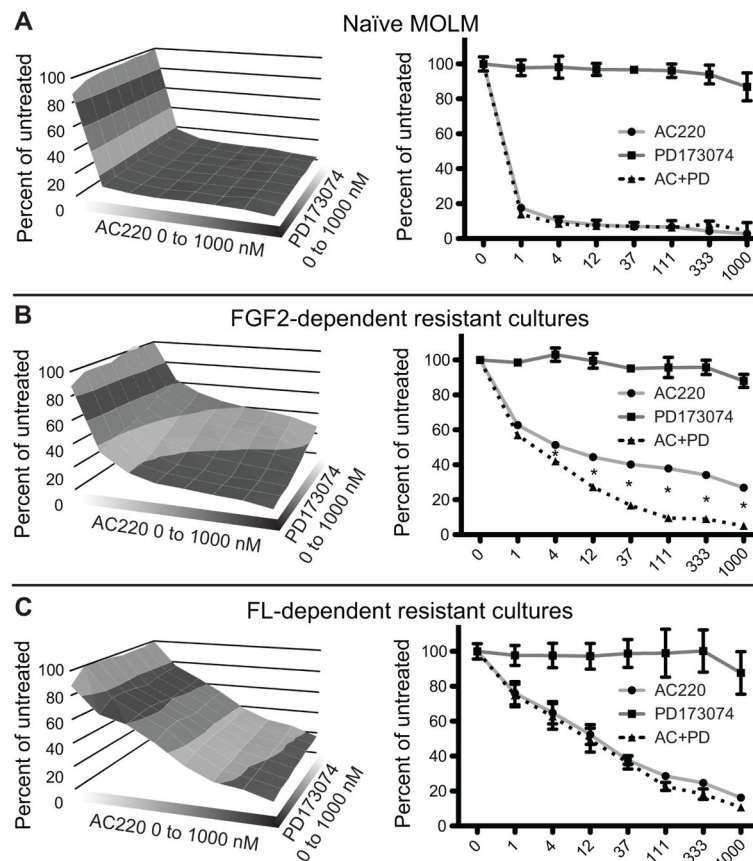 A
Naïve MOLM
Percent of untreated
100
80
60
40
20
0
AC220 0 to 1000 nM
PD173074
0 to 1000 nM
Percent of untreated
100
80
60
40
20
0
AC220
PD173074
AC+PD
0 1 4 12 37 111 333 1000
B
FGF2-dependent resistant cultures
Percent of untreated
100
80
60
40
20
0
AC220 0 to 1000 nM
PD173074
0 to 1000 nM
Percent of untreated
100
80
60
40
20
0
AC220
PD173074
AC+PD
* * * * * *
0 1 4 12 37 111 333 1000
C
FL-dependent resistant cultures
Percent of untreated
100
80
60
40
20
0
AC220 0 to 1000 nM
PD173074
0 to 1000 nM
Percent of untreated
100
80
60
40
20
0
AC220
PD173074
AC+PD
0 1 4 12 37 111 333 1000